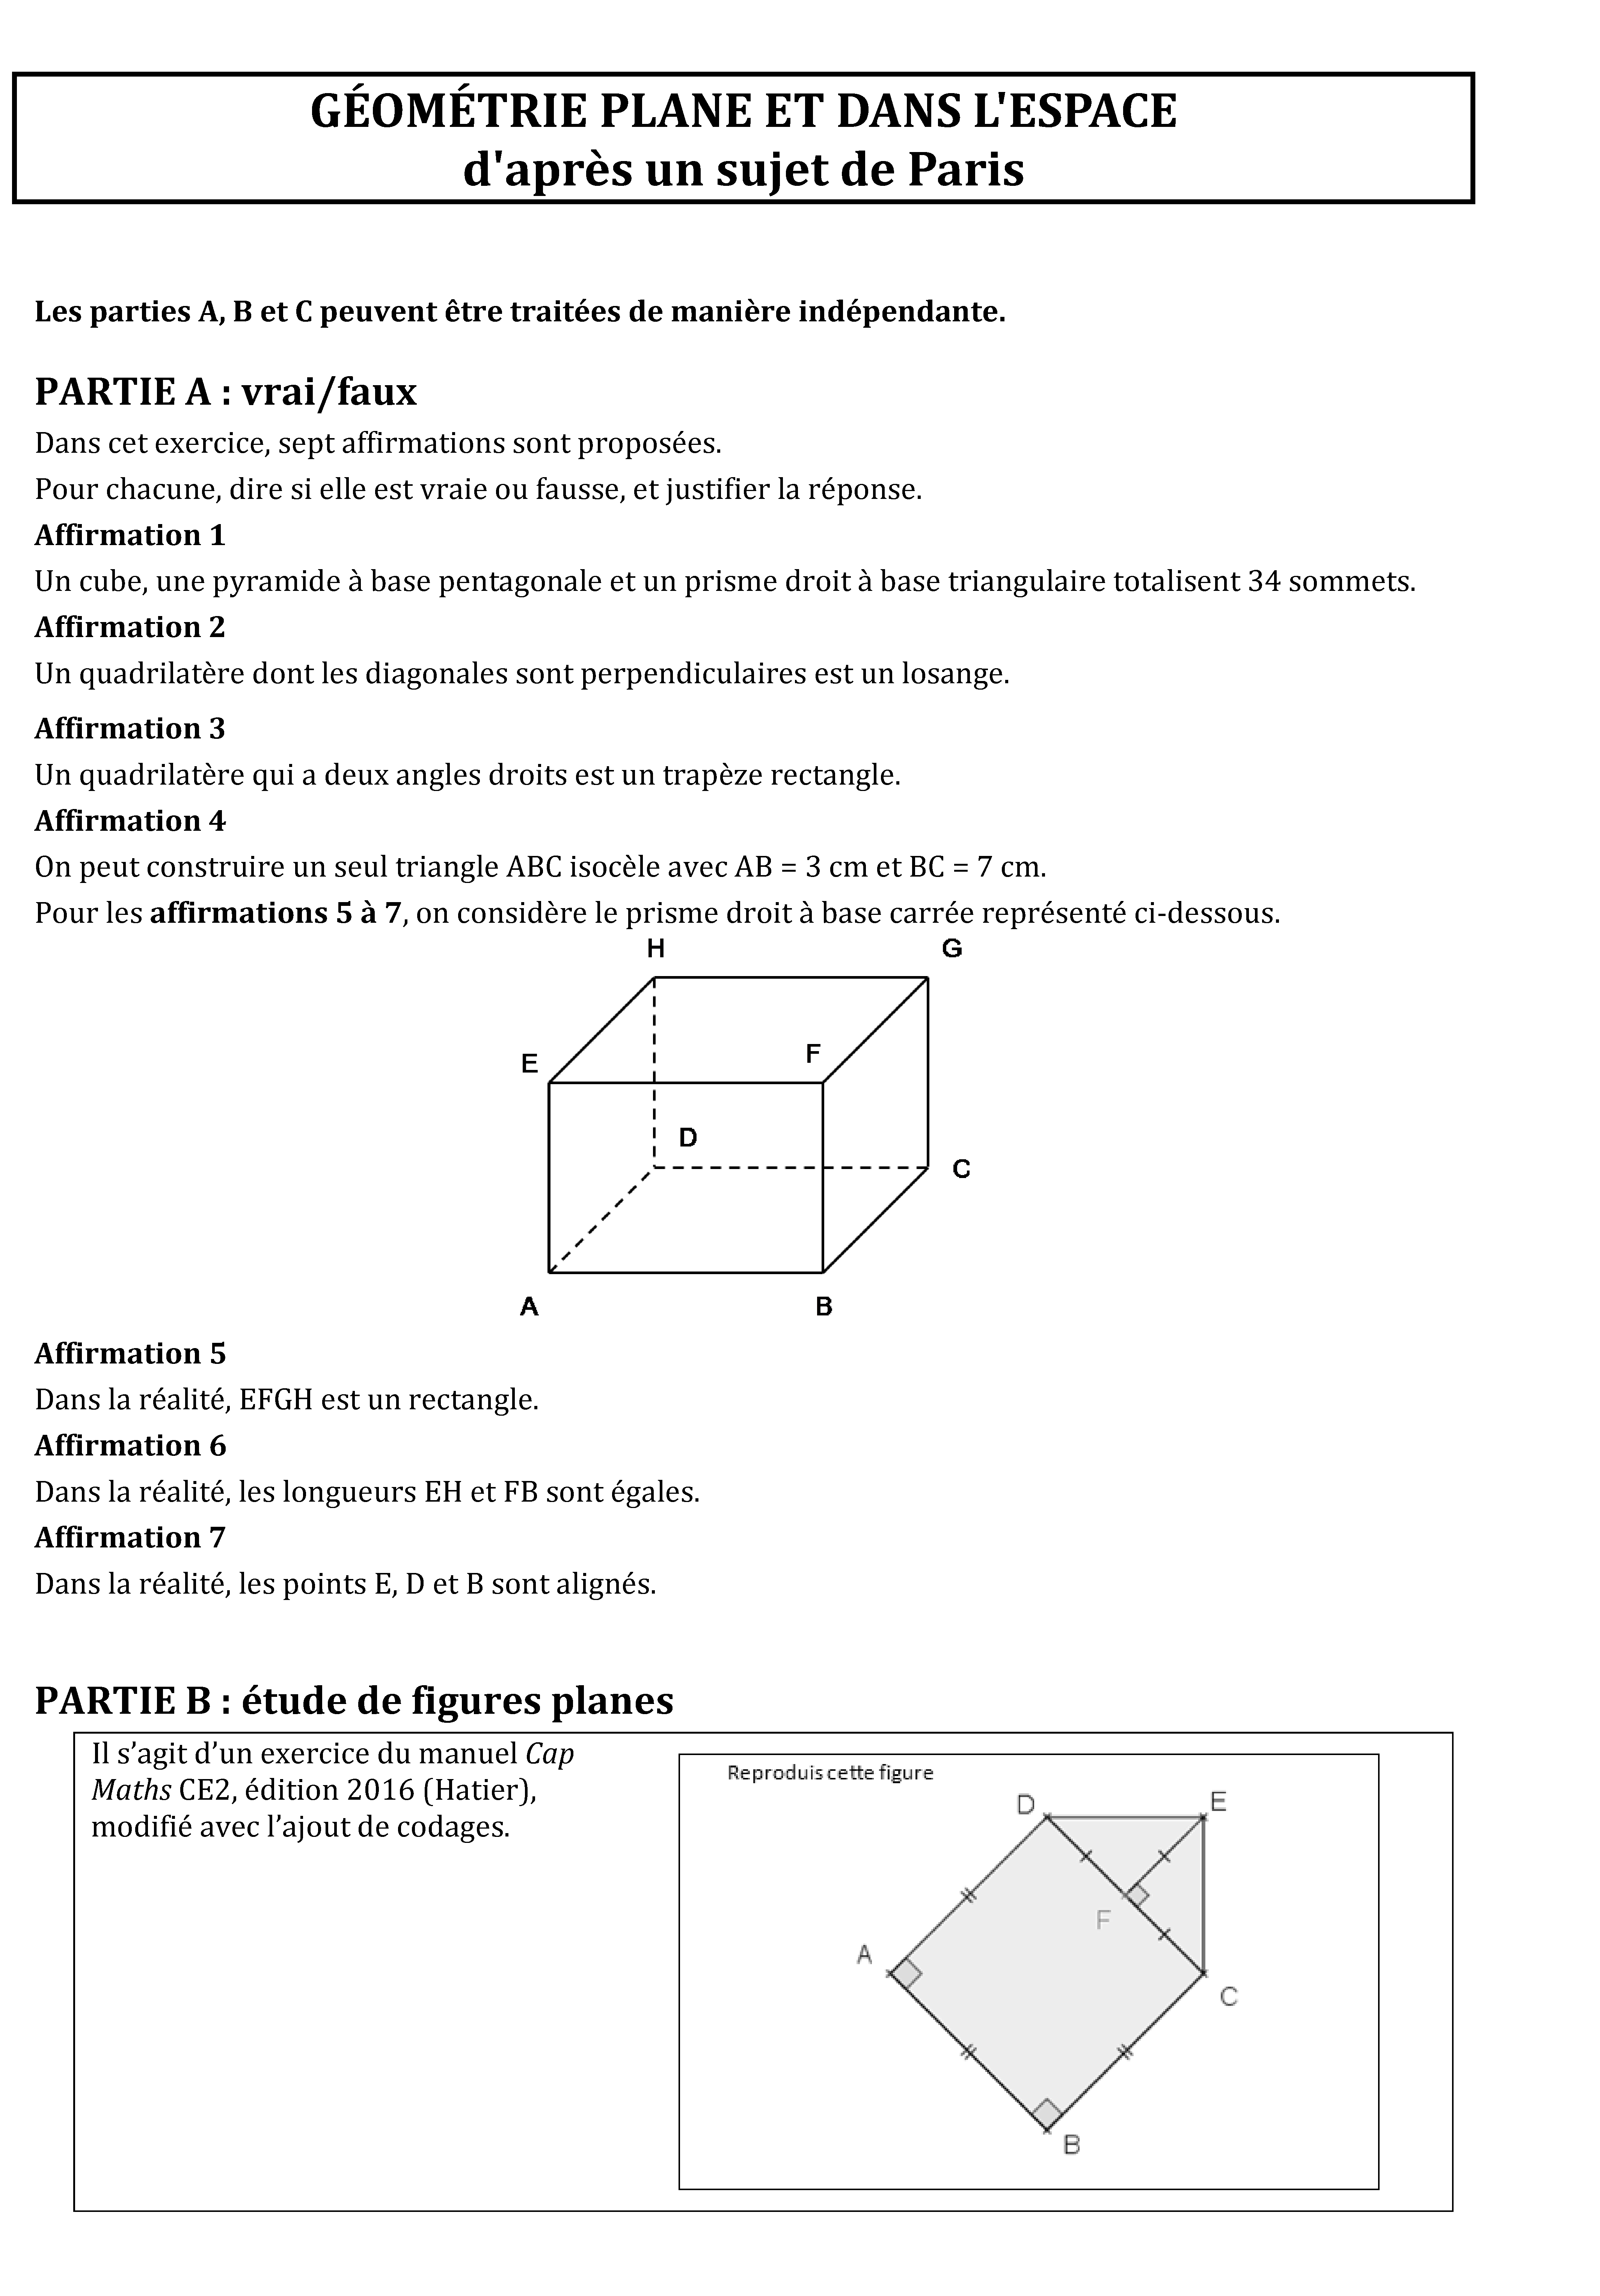 GÉOMÉTRIE PLANE ET DANS L'ESPACE
d'après un sujet de Paris
Les parties A, B et C peuvent être traitées de manière indépendante.
PARTIE A : vrai/faux
Dans cet exercice, sept affirmations sont proposées.
Pour chacune, dire si elle est vraie ou fausse, et justifier la réponse.
Affirmation 1
Un cube, une pyramide à base pentagonale et un prisme droit à base triangulaire totalisent 34 sommets.
Affirmation 2
Un quadrilatère dont les diagonales sont perpendiculaires est un losange.
Affirmation 3
Un quadrilatère qui a deux angles droits est un trapèze rectangle.
Affirmation 4
On peut construire un seul triangle ABC isocèle avec AB = 3 cm et BC = 7 cm.
Pour les affirmations 5 à 7, on considère le prisme droit à base carrée représenté ci-dessous.
H G
E F
D
C
A B
Affirmation 5
Dans la réalité, EFGH est un rectangle.
Affirmation 6
Dans la réalité, les longueurs EH et FB sont égales.
Affirmation 7
Dans la réalité, les points E, D et B sont alignés.
PARTIE B : étude de figures planes
Il s’agit d’un exercice du manuel Cap
Maths CE2, édition 2016 (Hatier),
modifié avec l’ajout de codages.
Reproduis cette figure
D E
F
A
C
B